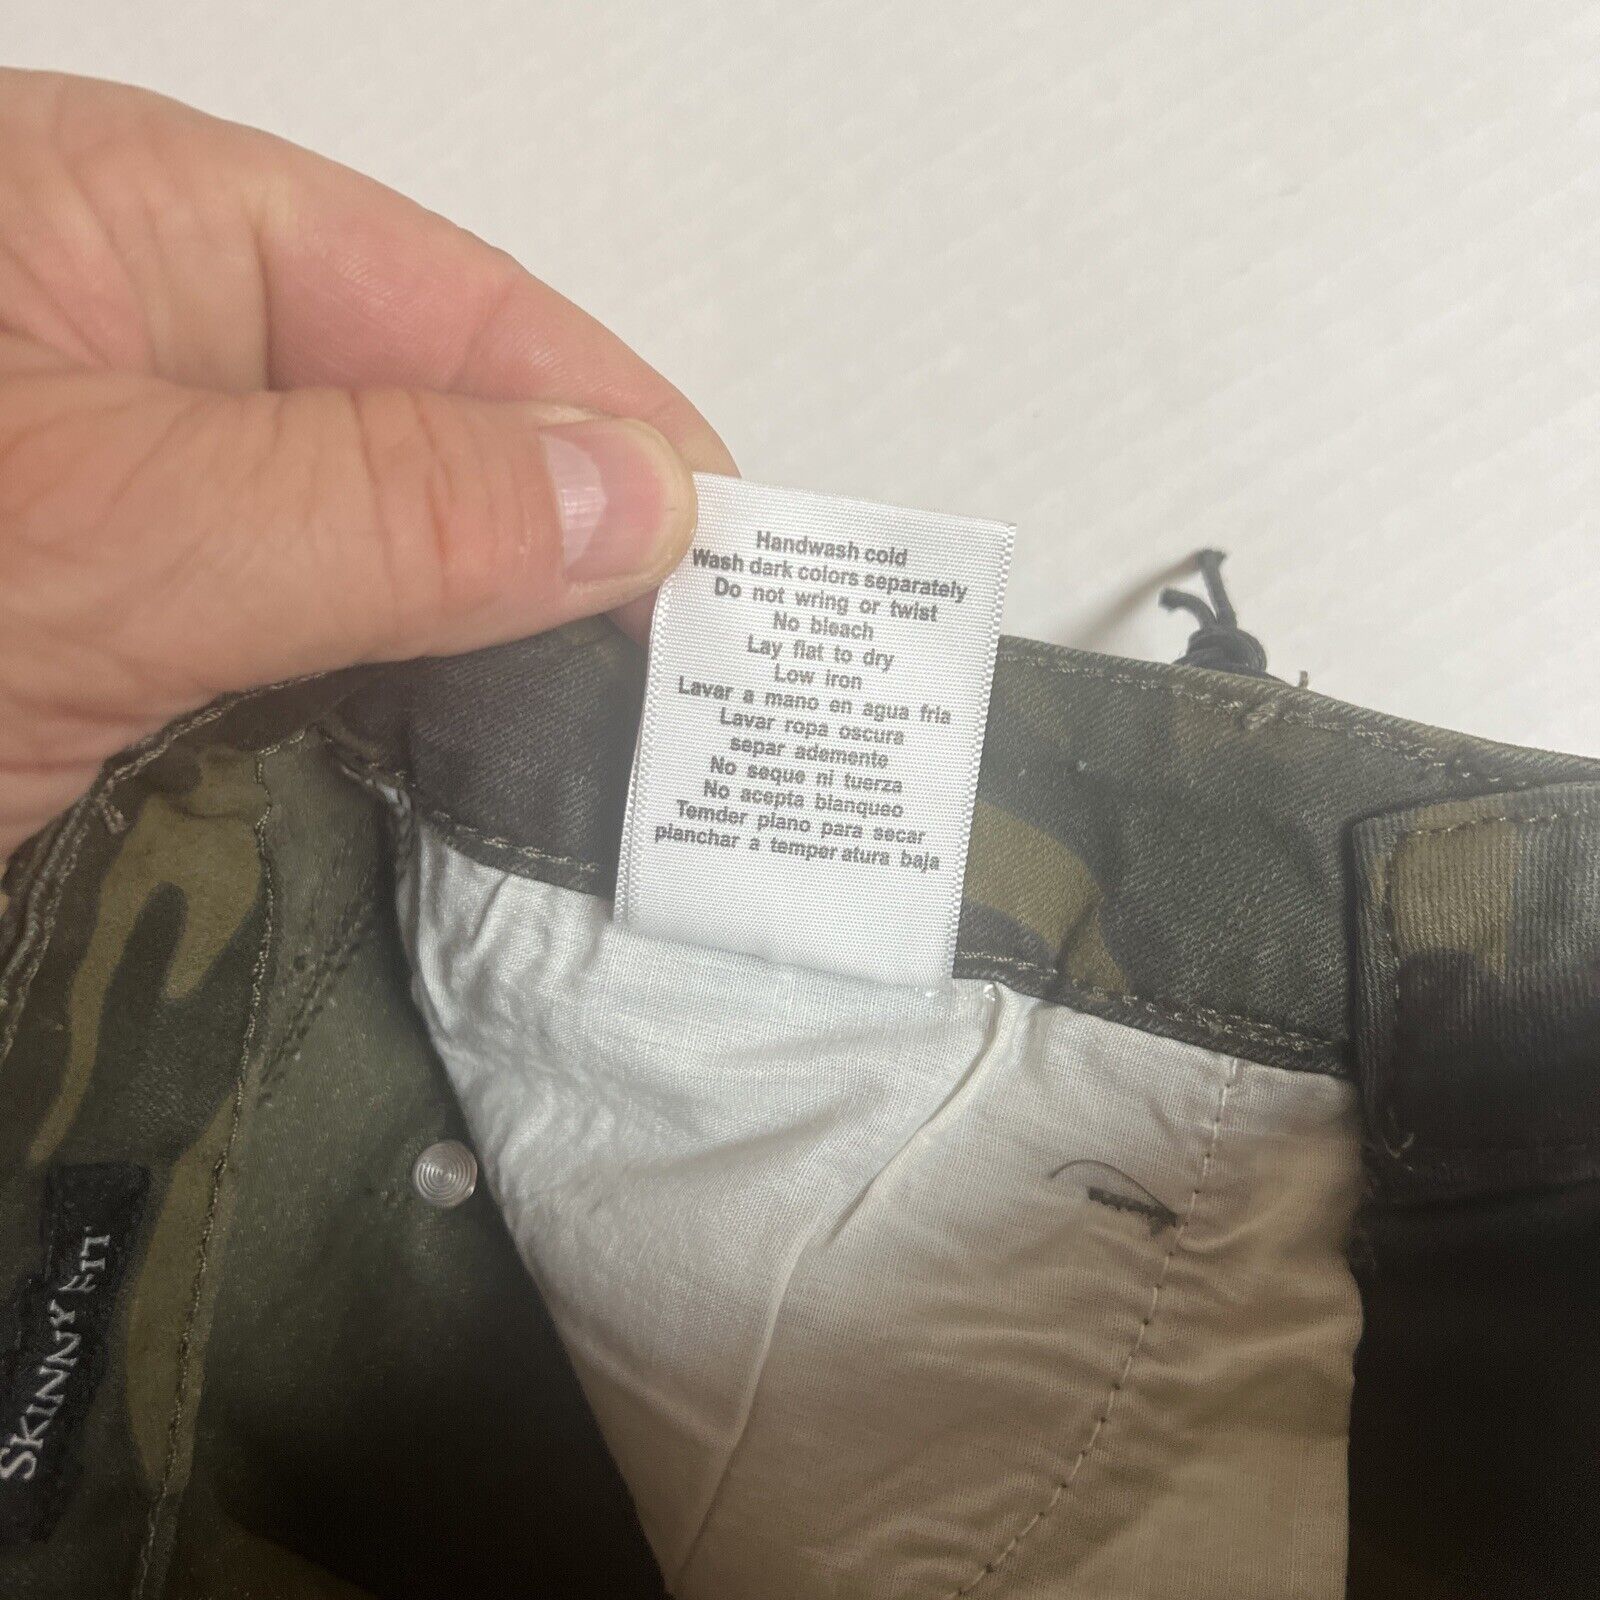 Handwash cold
Wash dark colors separately
Do not wring or twist
No bleach
Lay flat to dry
Low iron
Lavar a mano en agua fria
Lavar ropa oscura
separ ademente
No seque ni tuerza
No acepta blanqueo
Temder plano para secar
planchar a temper atura baja
SKINNY FIT